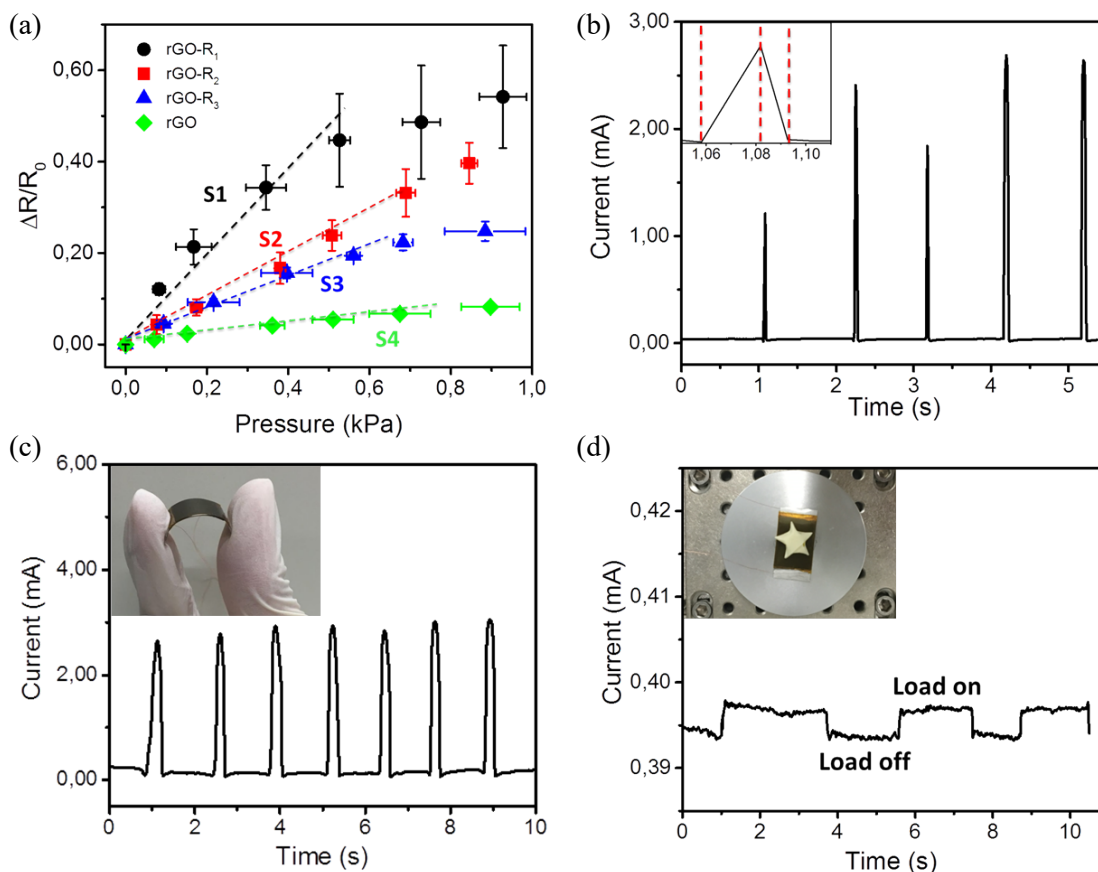 (a)
rGO-R1
rGO-R2
rGO-R3
rGO
S1
S2
S3
S4
0,60
0,40
0,20
0,00
ΔR/R0
0,0 0,2 0,4 0,6 0,8 1,0
Pressure (kPa)
(b)
3,00
2,00
1,00
0,00
Current (mA)
1,06 1,08 1,10
0 1 2 3 4 5
Time (s)
(c)
6,00
4,00
2,00
0,00
Current (mA)
0 2 4 6 8 10
Time (s)
(d)
0,42
0,41
0,40
0,39
Current (mA)
Load on
Load off
0 2 4 6 8 10
Time (s)